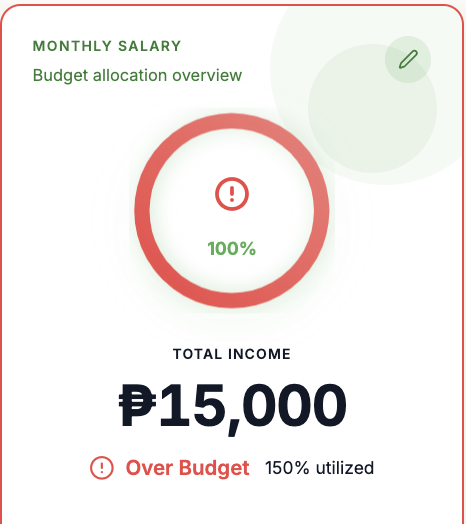 MONTHLY SALARY
Budget allocation overview
100%
TOTAL INCOME
₱15,000
Over Budget 150% utilized